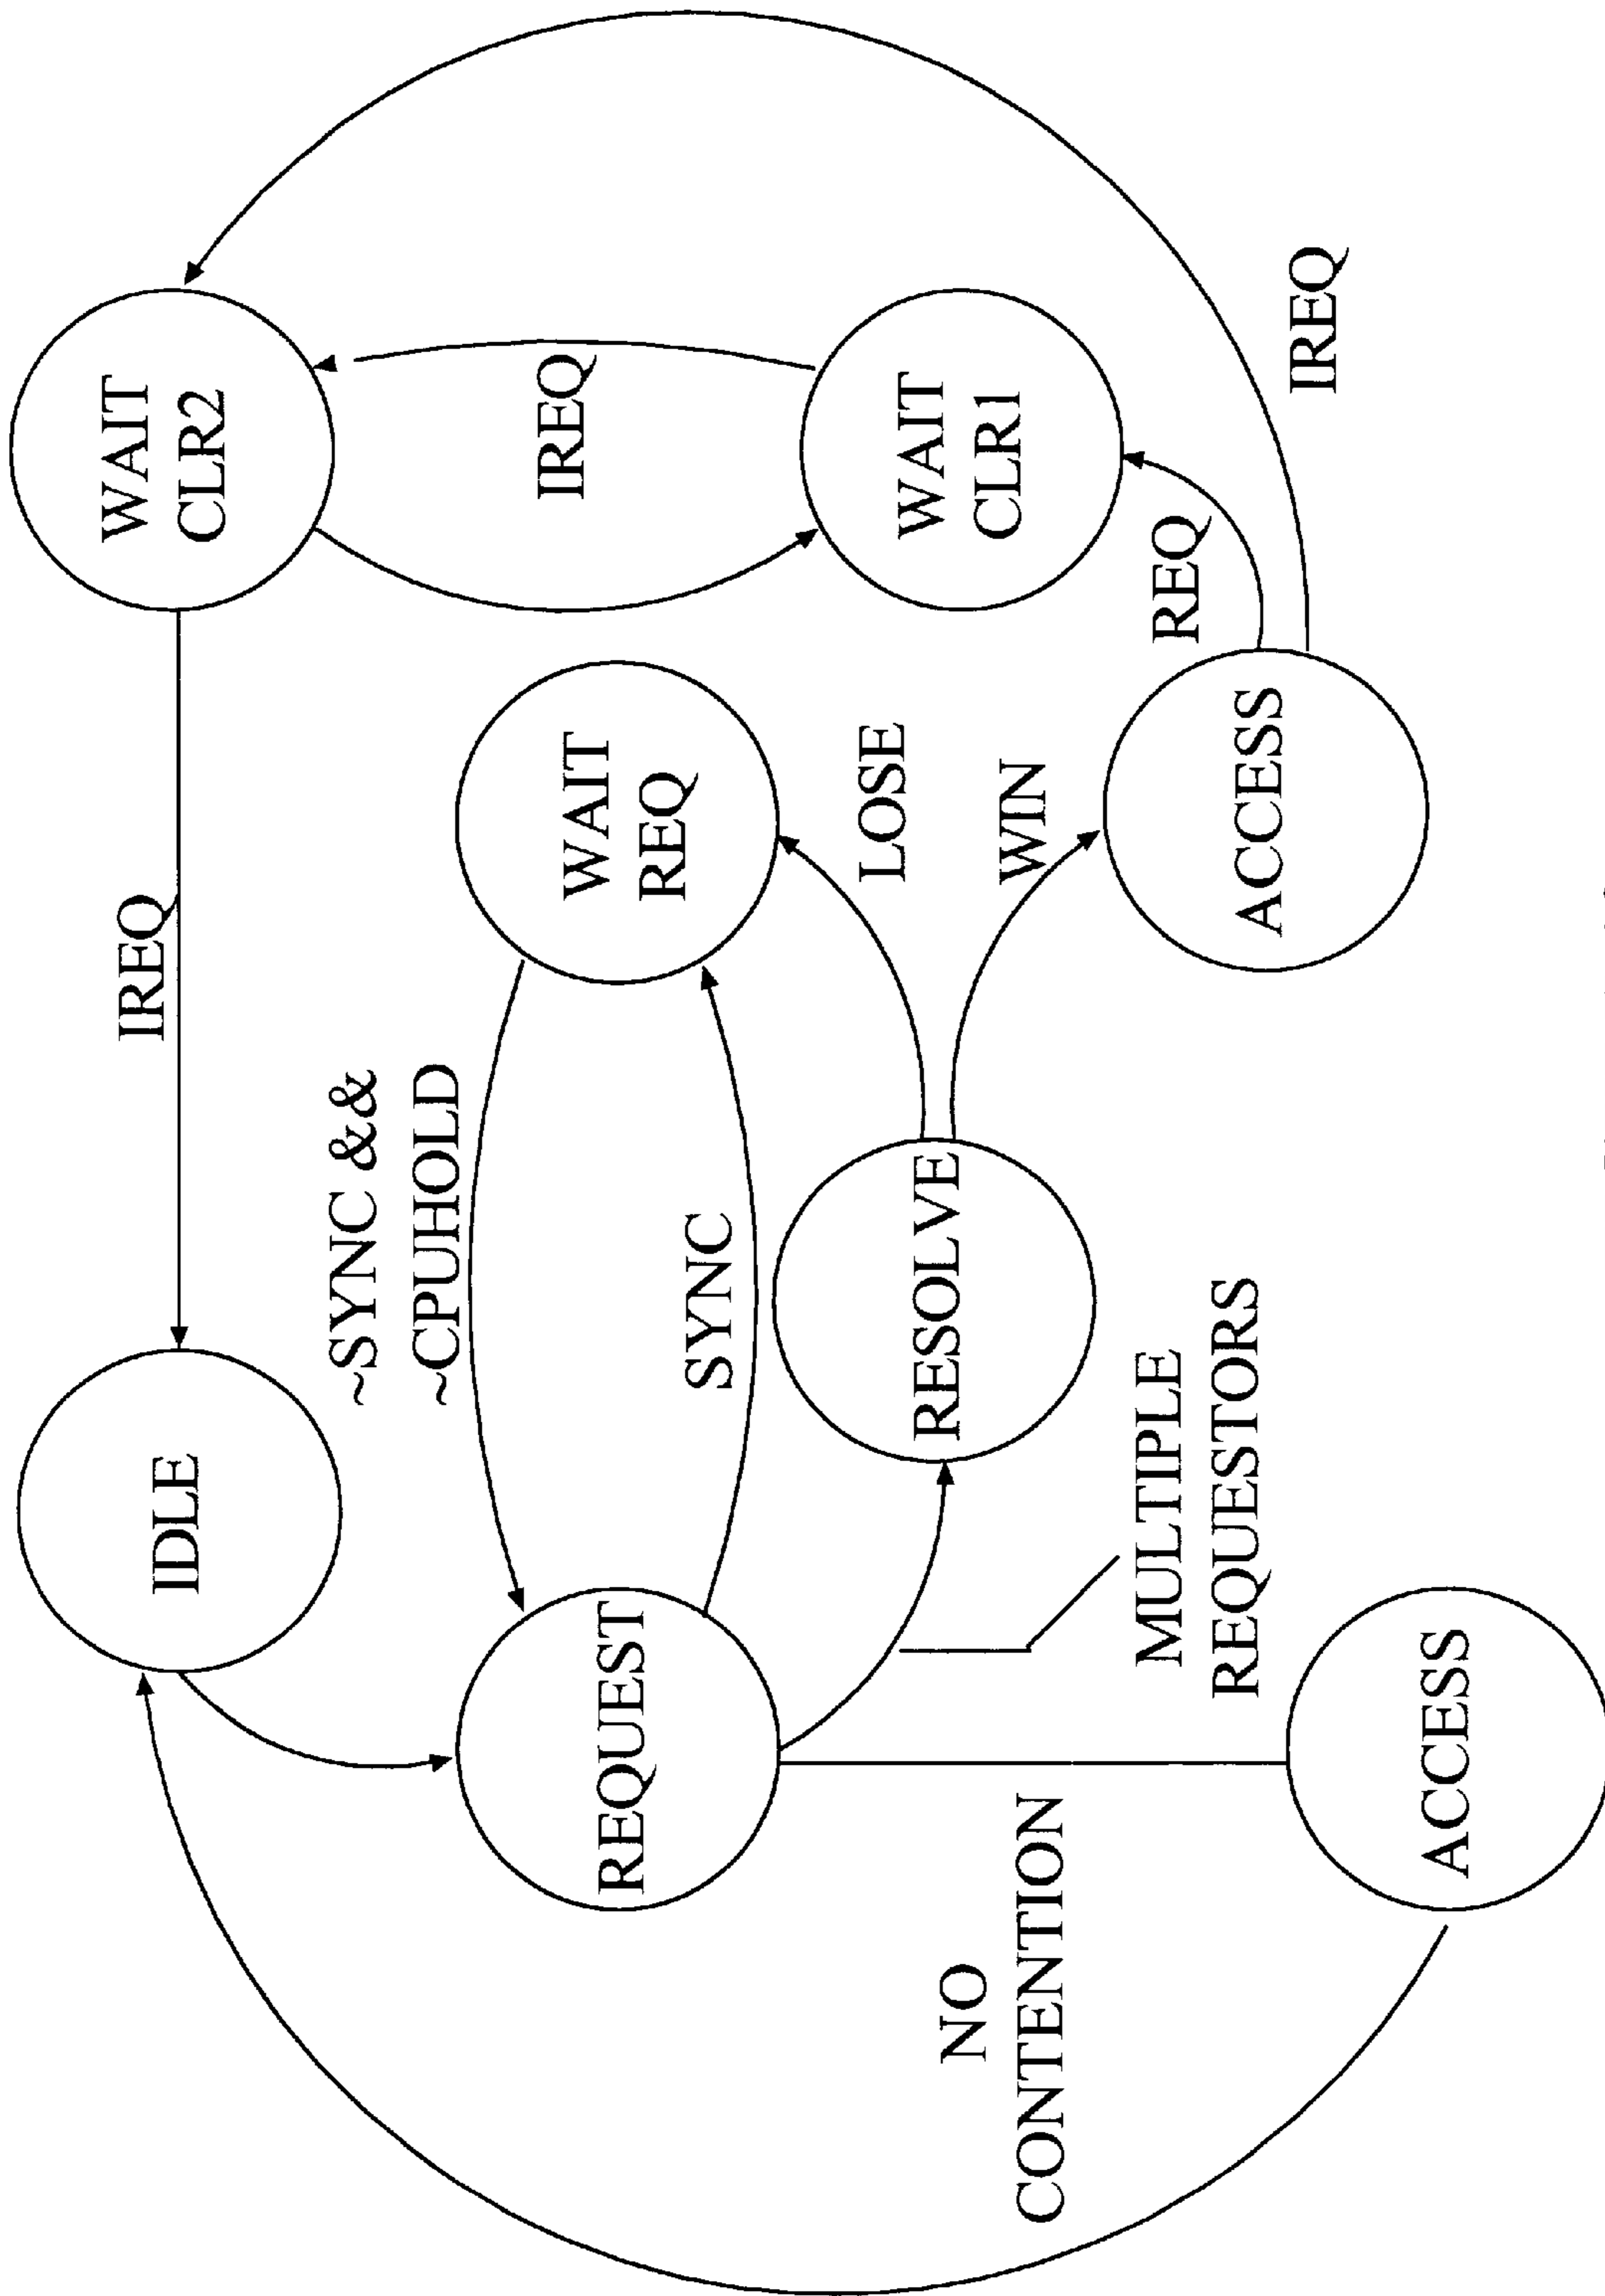 IDLE
IREQ
WAIT
CLR2
~SYNC &&
~CPUHOLD
IREQ
REQUEST
WAIT
REQ
SYNC
LOSE
WAIT
CLR1
RESOLVE
NO
CONTENTION
WIN
MULTIPLE
REQUESTORS
REQ
ACCESS
IREQ
ACCESS